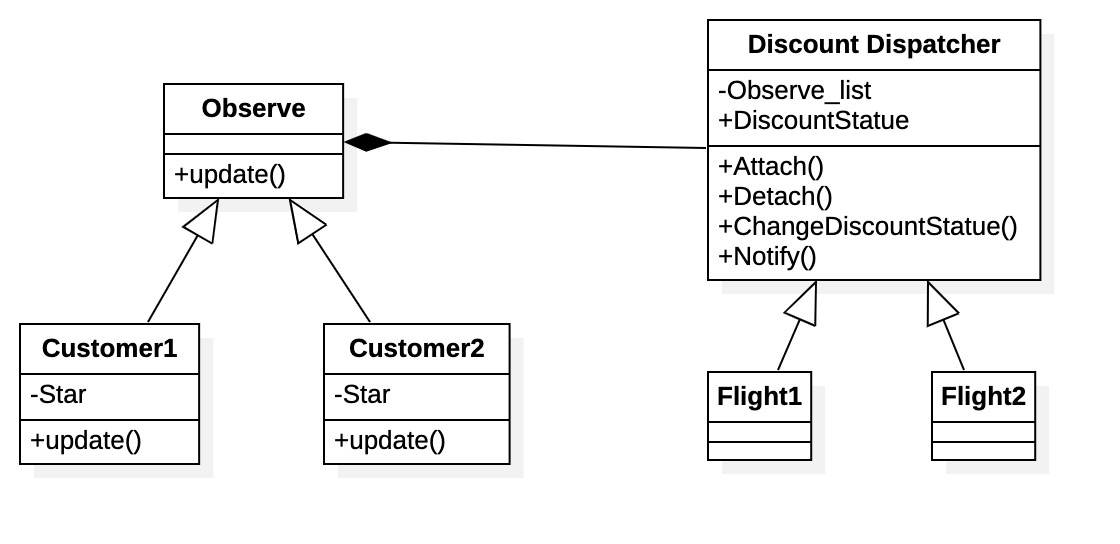 Observe
+update()
Discount Dispatcher
-Observe_list
+DiscountStatue
+Attach()
+Detach()
+ChangeDiscountStatue()
+Notify()
Customer1
-Star
+update()
Customer2
-Star
+update()
Flight1
Flight2